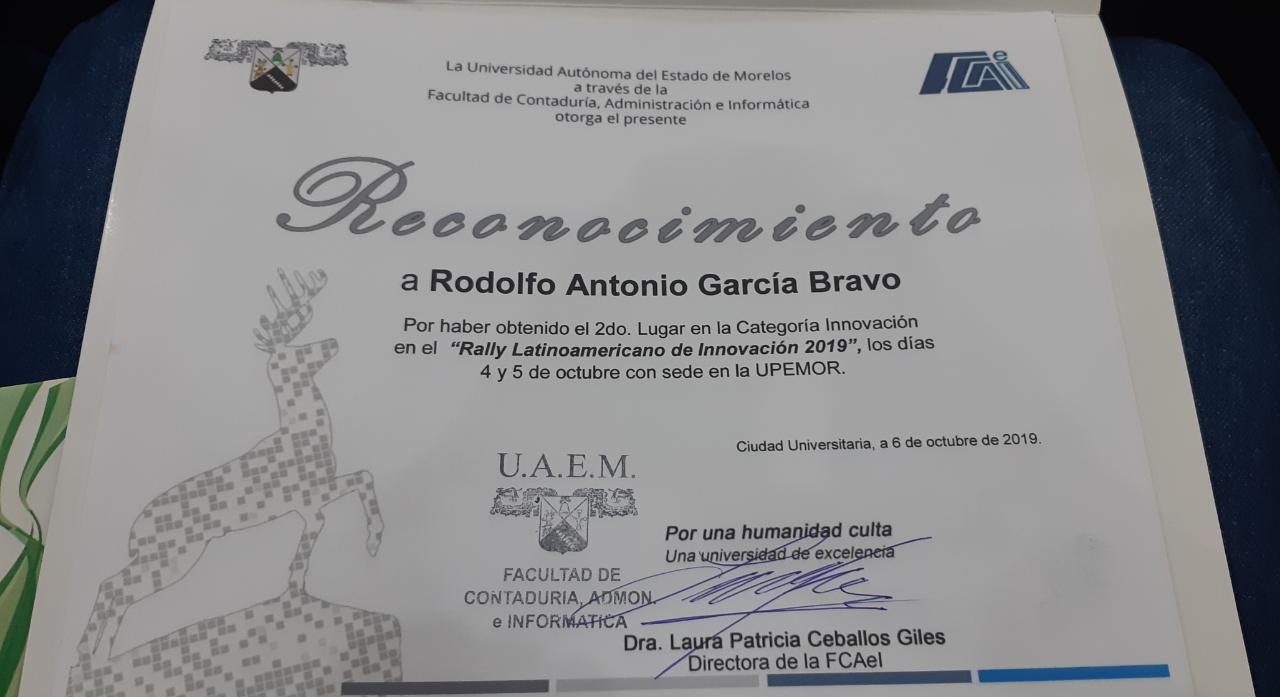 La Universidad Autónoma del Estado de Morelos
a través de la
Facultad de Contaduría, Administración e Informática
otorga el presente
FCAeI
Reconocimiento
a Rodolfo Antonio García Bravo
Por haber obtenido el 2do. Lugar en la Categoría Innovación
en el "Rally Latinoamericano de Innovación 2019", los días
4 y 5 de octubre con sede en la UPEMOR.
Ciudad Universitaria, a 6 de octubre de 2019.
U.A.E.M.
FACULTAD DE
CONTADURIA, ADMON.
e INFORMATICA
Por una humanidad culta
Una universidad de excelencia
Dra. Laura Patricia Ceballos Giles
Directora de la FCAeI